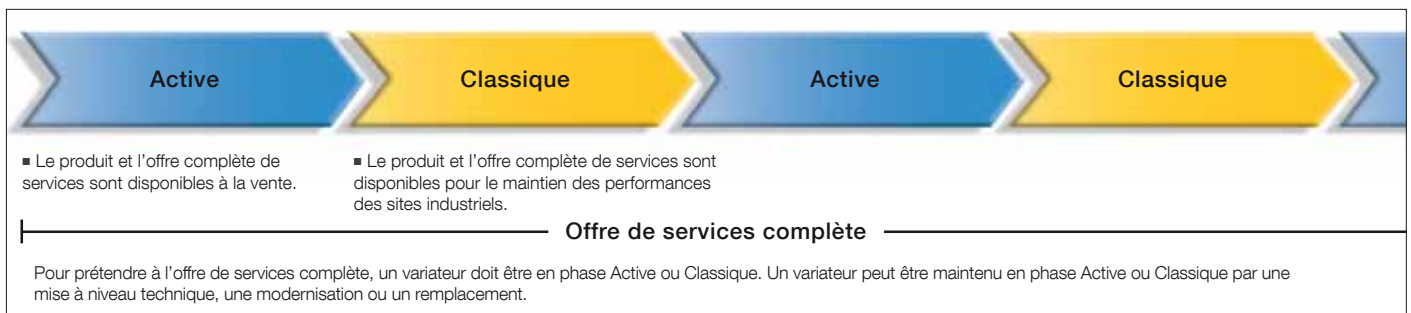 Active
Classique
Active
Classique
■ Le produit et l’offre complète de
services sont disponibles à la vente.
■ Le produit et l’offre complète de services sont
disponibles pour le maintien des performances
des sites industriels.
Offre de services complète
Pour prétendre à l’offre de services complète, un variateur doit être en phase Active ou Classique. Un variateur peut être maintenu en phase Active ou Classique par une
mise à niveau technique, une modernisation ou un remplacement.